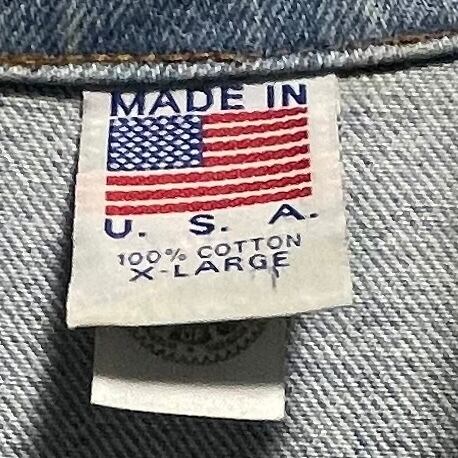 MADE IN
U. S. A.
100% COTTON
X-LARGE